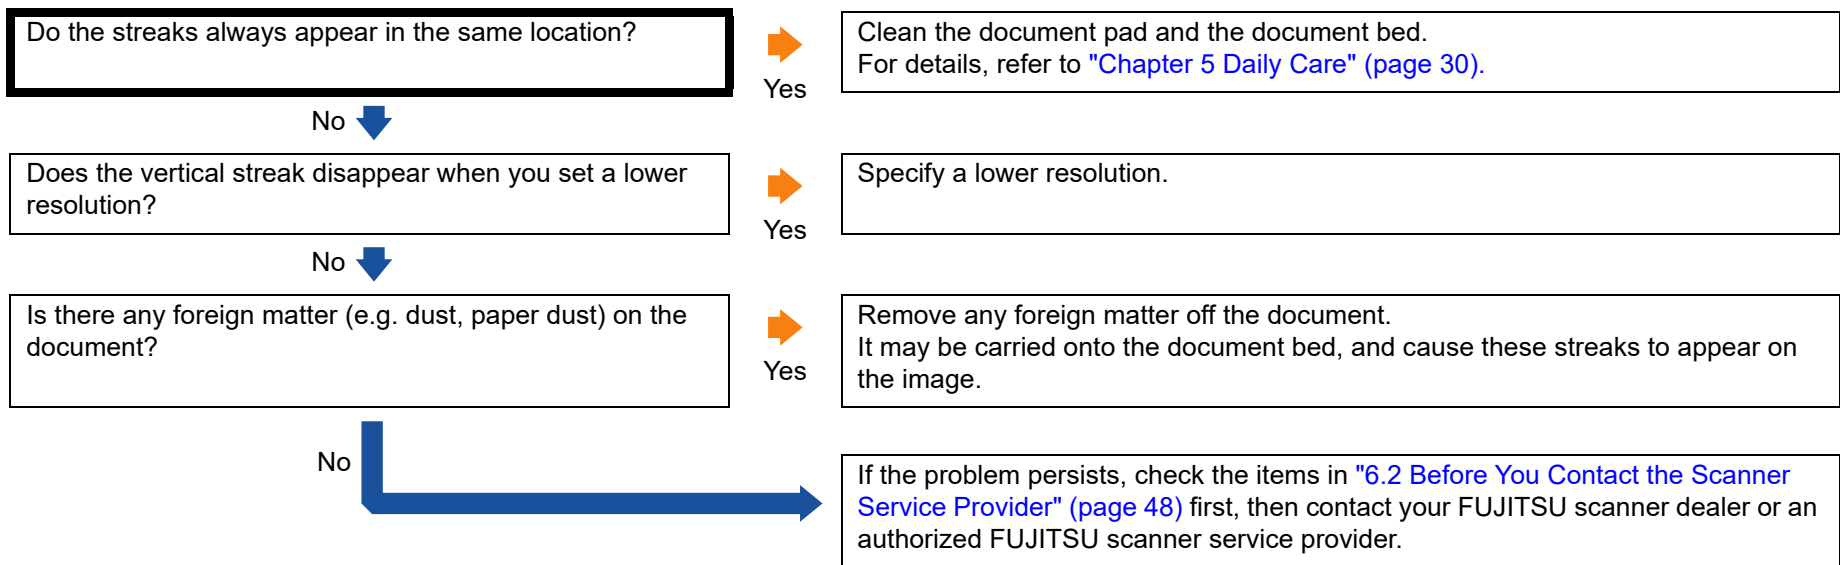 Do the streaks always appear in the same location?
Yes
Clean the document pad and the document bed.
For details, refer to "Chapter 5 Daily Care" (page 30).
No
Does the vertical streak disappear when you set a lower
resolution?
Yes
Specify a lower resolution.
No
Is there any foreign matter (e.g. dust, paper dust) on the
document?
Yes
Remove any foreign matter off the document.
It may be carried onto the document bed, and cause these streaks to appear on
the image.
No
If the problem persists, check the items in "6.2 Before You Contact the Scanner
Service Provider" (page 48) first, then contact your FUJITSU scanner dealer or an
authorized FUJITSU scanner service provider.